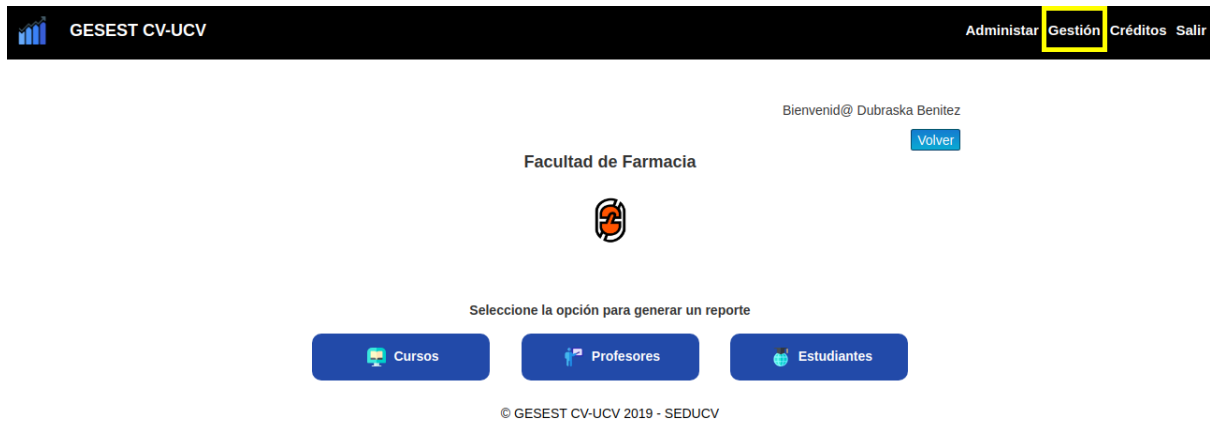 GESEST CV-UCV Administar Gestión Créditos Salir
Bienvenid@ Dubraska Benitez
Volver
Facultad de Farmacia
Seleccione la opción para generar un reporte
Cursos Profesores Estudiantes
© GESEST CV-UCV 2019 - SEDUCV